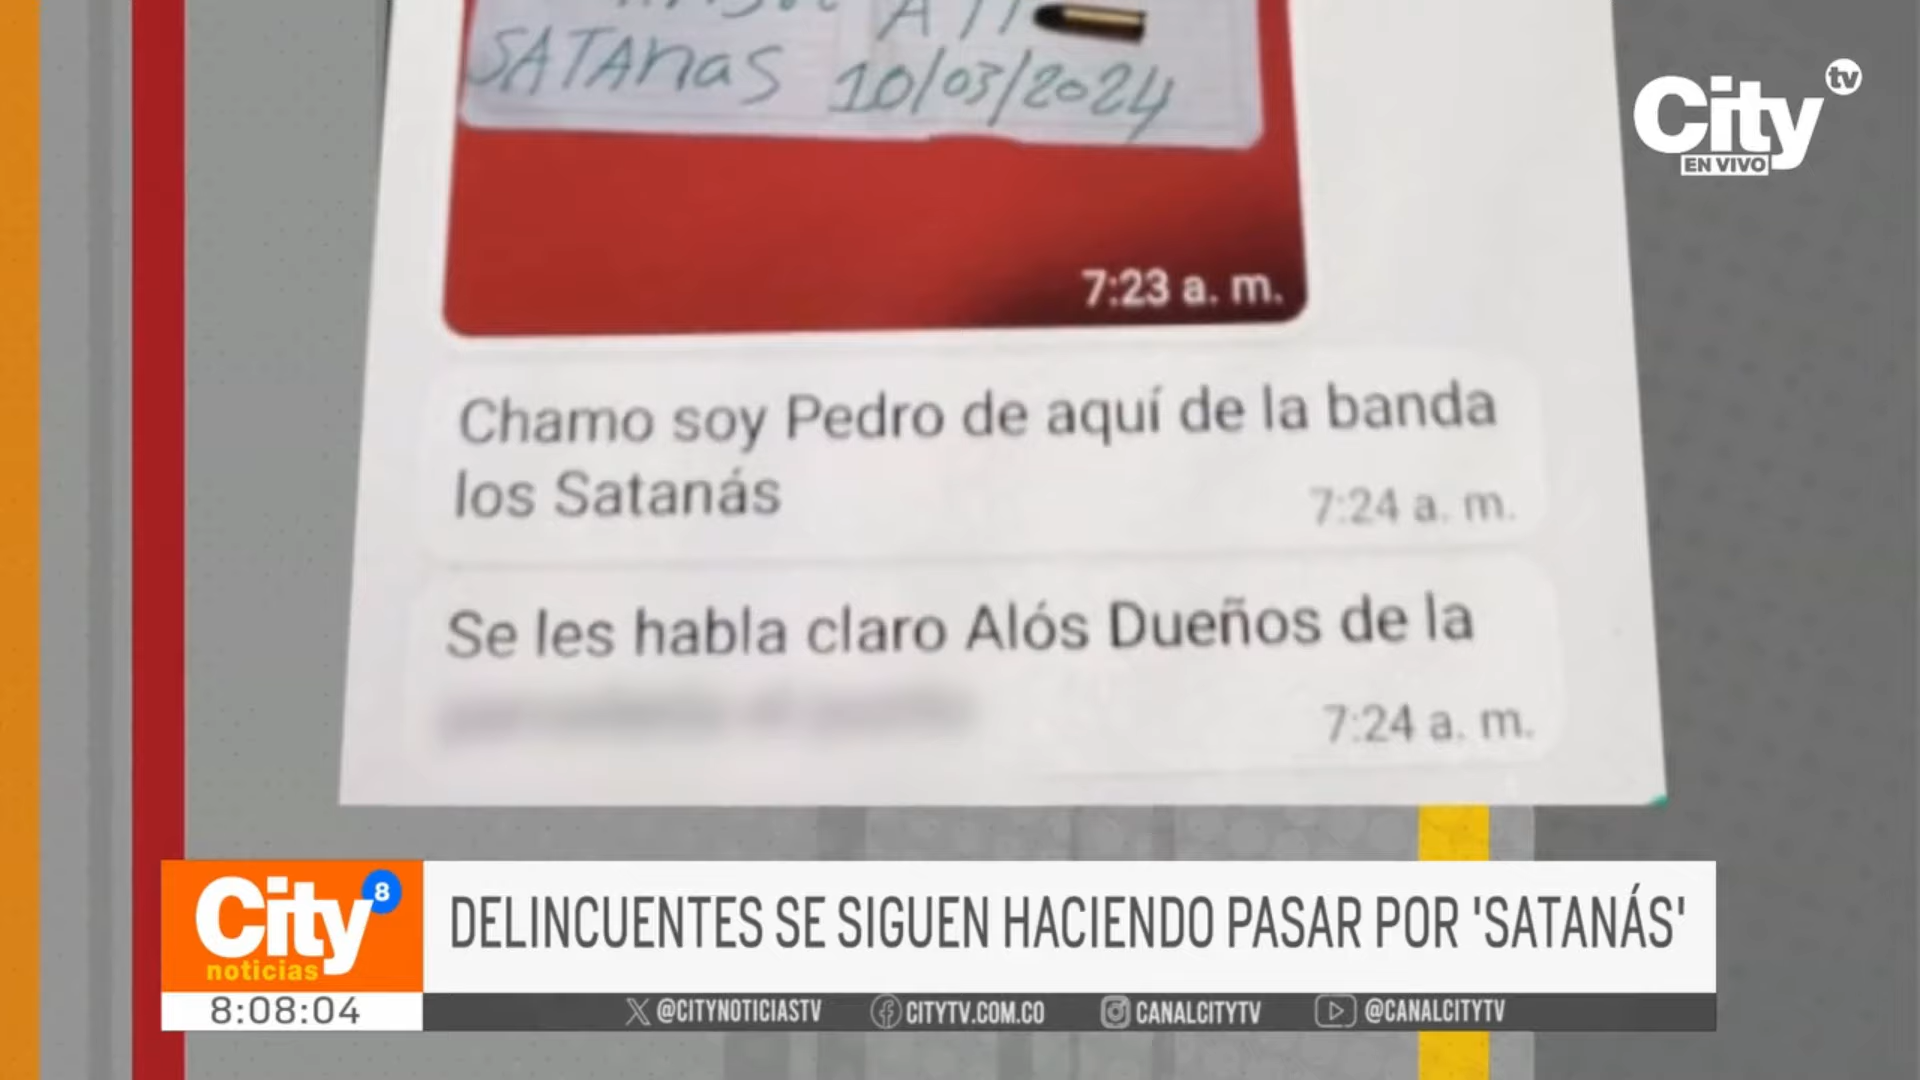 SATANAS 10/03/2024
7:23 a. m.
Chamo soy Pedro de aquí de la banda
los Satanás
7:24 a. m.
Se les habla claro Alós Dueños de la
7:24 a. m.
City tv
EN VIVO
City 8
noticias
DELINCUENTES SE SIGUEN HACIENDO PASAR POR 'SATANÁS'
8:08:04
@CITYNOTICIASTV CITYTV.COM.CO CANALCITYTV @CANALCITYTV